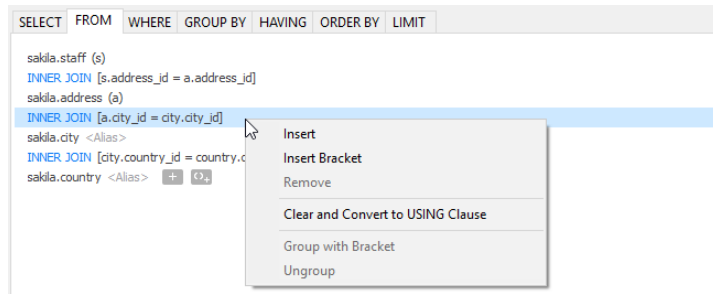 SELECT FROM WHERE GROUP BY HAVING ORDER BY LIMIT
sakila.staff (s)
INNER JOIN [s.address_id = a.address_id]
sakila.address (a)
INNER JOIN [a.city_id = city.city_id]
sakila.city <Alias>
INNER JOIN [city.country_id = country.c
sakila.country <Alias> + ()+
Insert
Insert Bracket
Remove
Clear and Convert to USING Clause
Group with Bracket
Ungroup